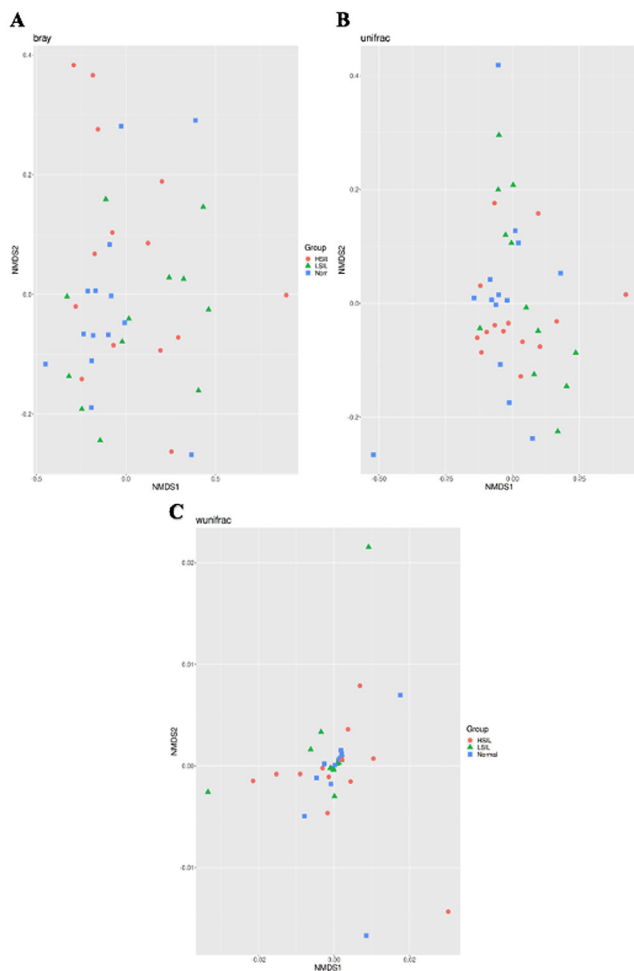 A
bray
0.4
0.2
0.0
-0.2
NMDS2
-0.5
0.0
0.5
NMDS1
Group
HSIL
LSIL
Norr
B
unifrac
0.4
0.2
0.0
-0.2
NMDS2
-0.50
-0.25
0.00
0.25
NMDS1
C
wunifrac
0.02
0.01
0.00
-0.01
NMDS2
-0.02
0.00
0.02
NMDS1
Group
HSIL
LSIL
Normal